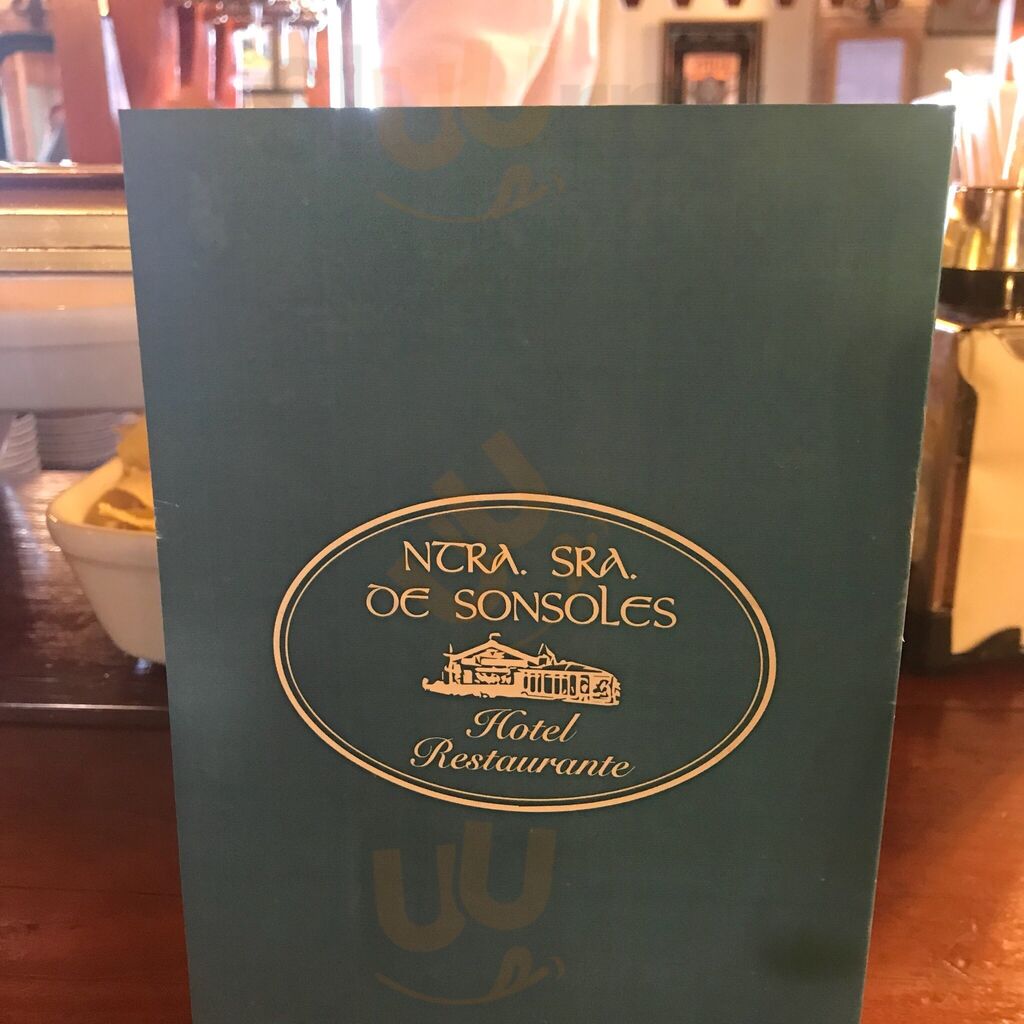 NTRA. SRA.
DE SONSOLES
Hotel
Restaurante